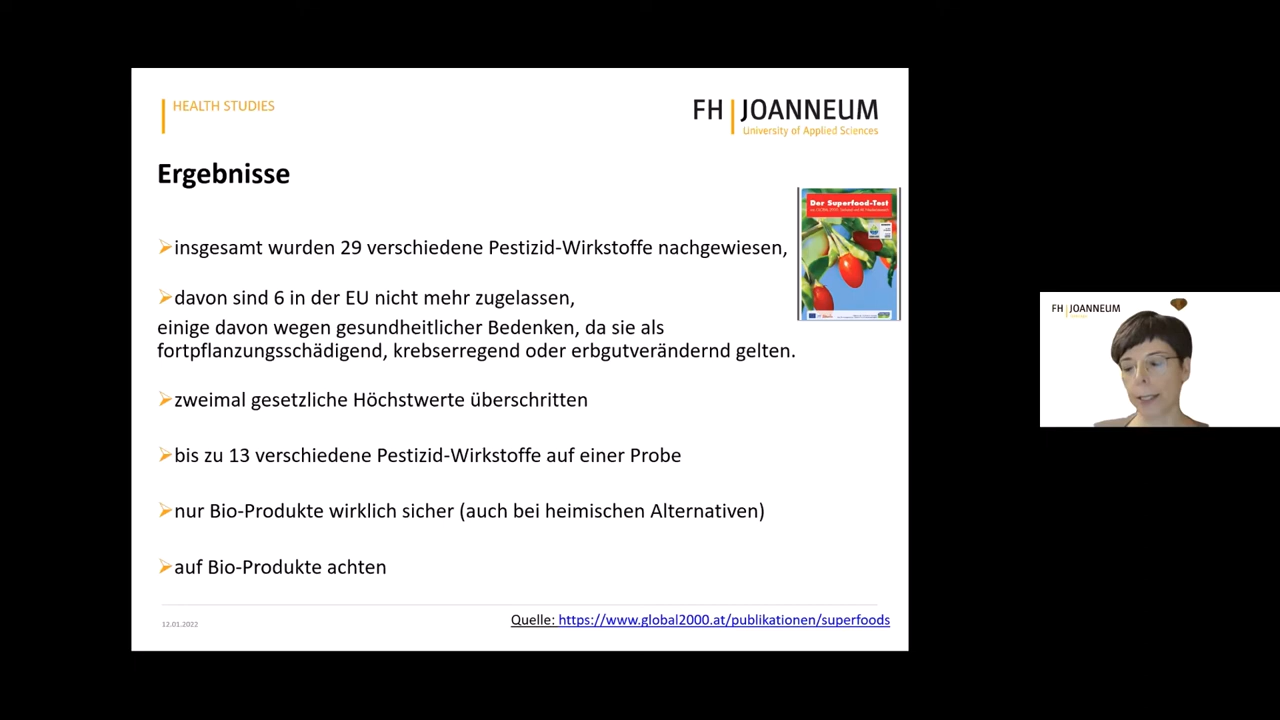 HEALTH STUDIES
FH JOANNEUM
University of Applied Sciences
Ergebnisse
Der Superfood-Test
insgesamt wurden 29 verschiedene Pestizid-Wirkstoffe nachgewiesen,
davon sind 6 in der EU nicht mehr zugelassen,
einige davon wegen gesundheitlicher Bedenken, da sie als
fortpflanzungsschädigend, krebserregend oder erbgutverändernd gelten.
zweimal gesetzliche Höchstwerte überschritten
bis zu 13 verschiedene Pestizid-Wirkstoffe auf einer Probe
nur Bio-Produkte wirklich sicher (auch bei heimischen Alternativen)
auf Bio-Produkte achten
12.01.2022
Quelle: https://www.global2000.at/publikationen/superfoods
FH JOANNEUM